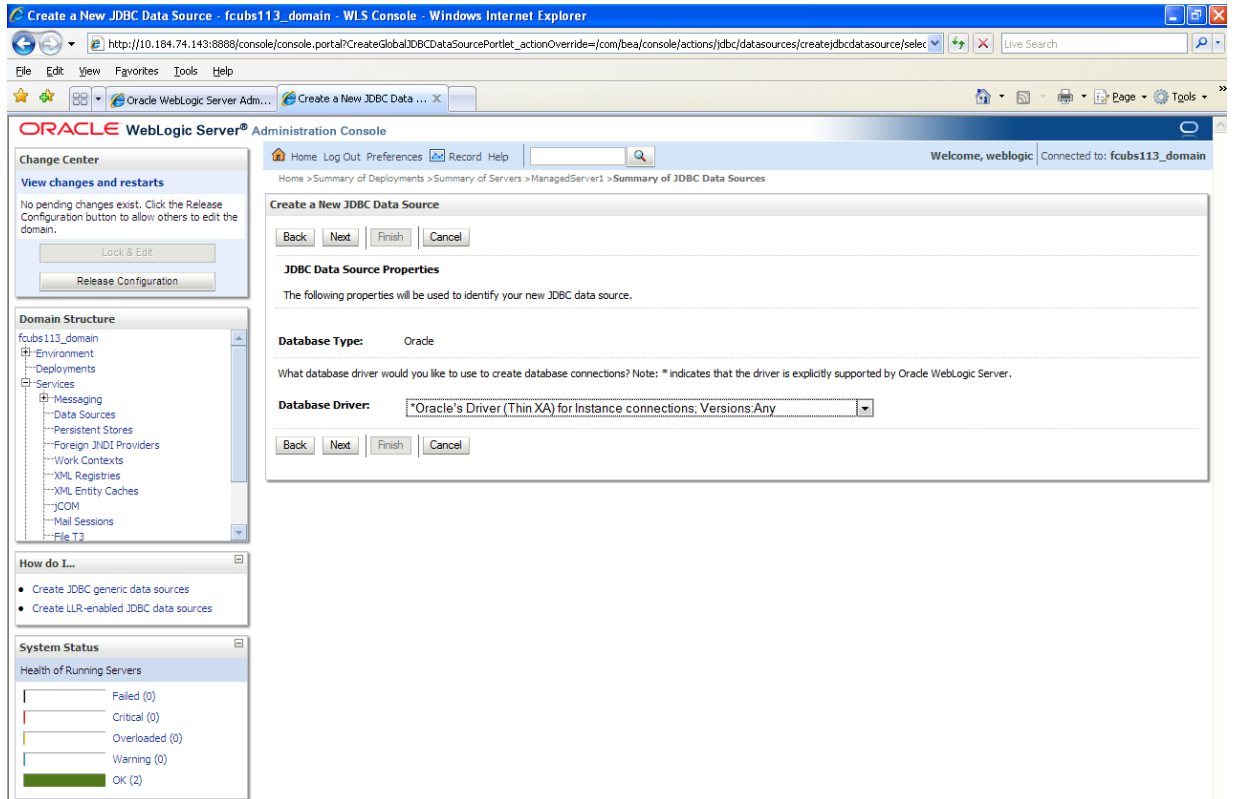 Create a New JDBC Data Source - fcubs113_domain - WLS Console - Windows Internet Explorer
http://10.184.74.143:8888/console/console.portal?CreateGlobalJDBCDataSourcePortlet_actionOverride=/com/bea/console/actions/jdbc/datasources/createjdbcdatasource/selec
Live Search
File Edit View Favorites Tools Help
Oracle WebLogic Server Adm...
Create a New JDBC Data ...
Page
Tools
ORACLE WebLogic Server® Administration Console
Change Center
View changes and restarts
No pending changes exist. Click the Release
Configuration button to allow others to edit the
domain.
Lock & Edit
Release Configuration
Domain Structure
fcubs113_domain
Environment
Deployments
Services
Messaging
Data Sources
Persistent Stores
Foreign JNDI Providers
Work Contexts
XML Registries
XML Entity Caches
jCOM
Mail Sessions
File T3
How do I...
Create JDBC generic data sources
Create LLR-enabled JDBC data sources
System Status
Health of Running Servers
Failed (0)
Critical (0)
Overloaded (0)
Warning (0)
OK (2)
Home Log Out Preferences Record Help
Welcome, weblogic Connected to: fcubs113_domain
Home >Summary of Deployments >Summary of Servers >ManagedServer1 >Summary of JDBC Data Sources
Create a New JDBC Data Source
Back Next Finish Cancel
JDBC Data Source Properties
The following properties will be used to identify your new JDBC data source.
Database Type: Oracle
What database driver would you like to use to create database connections? Note: * indicates that the driver is explicitly supported by Oracle WebLogic Server.
Database Driver: *Oracle's Driver (Thin XA) for Instance connections; Versions:Any
Back Next Finish Cancel